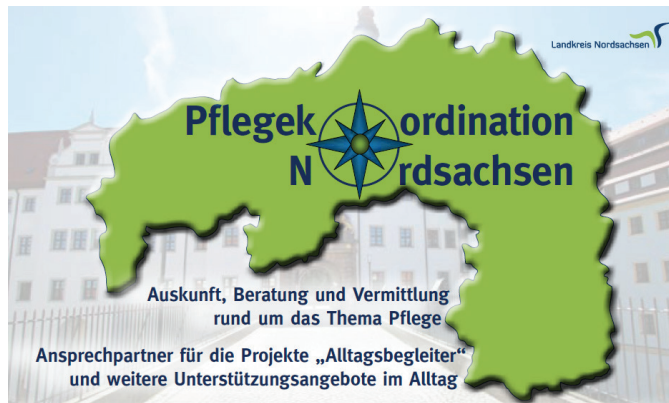 Landkreis Nordsachsen
Pflegekoordination
Nordsachsen
Auskunft, Beratung und Vermittlung
rund um das Thema Pflege
Ansprechpartner für die Projekte „Alltagsbegleiter“
und weitere Unterstützungsangebote im Alltag